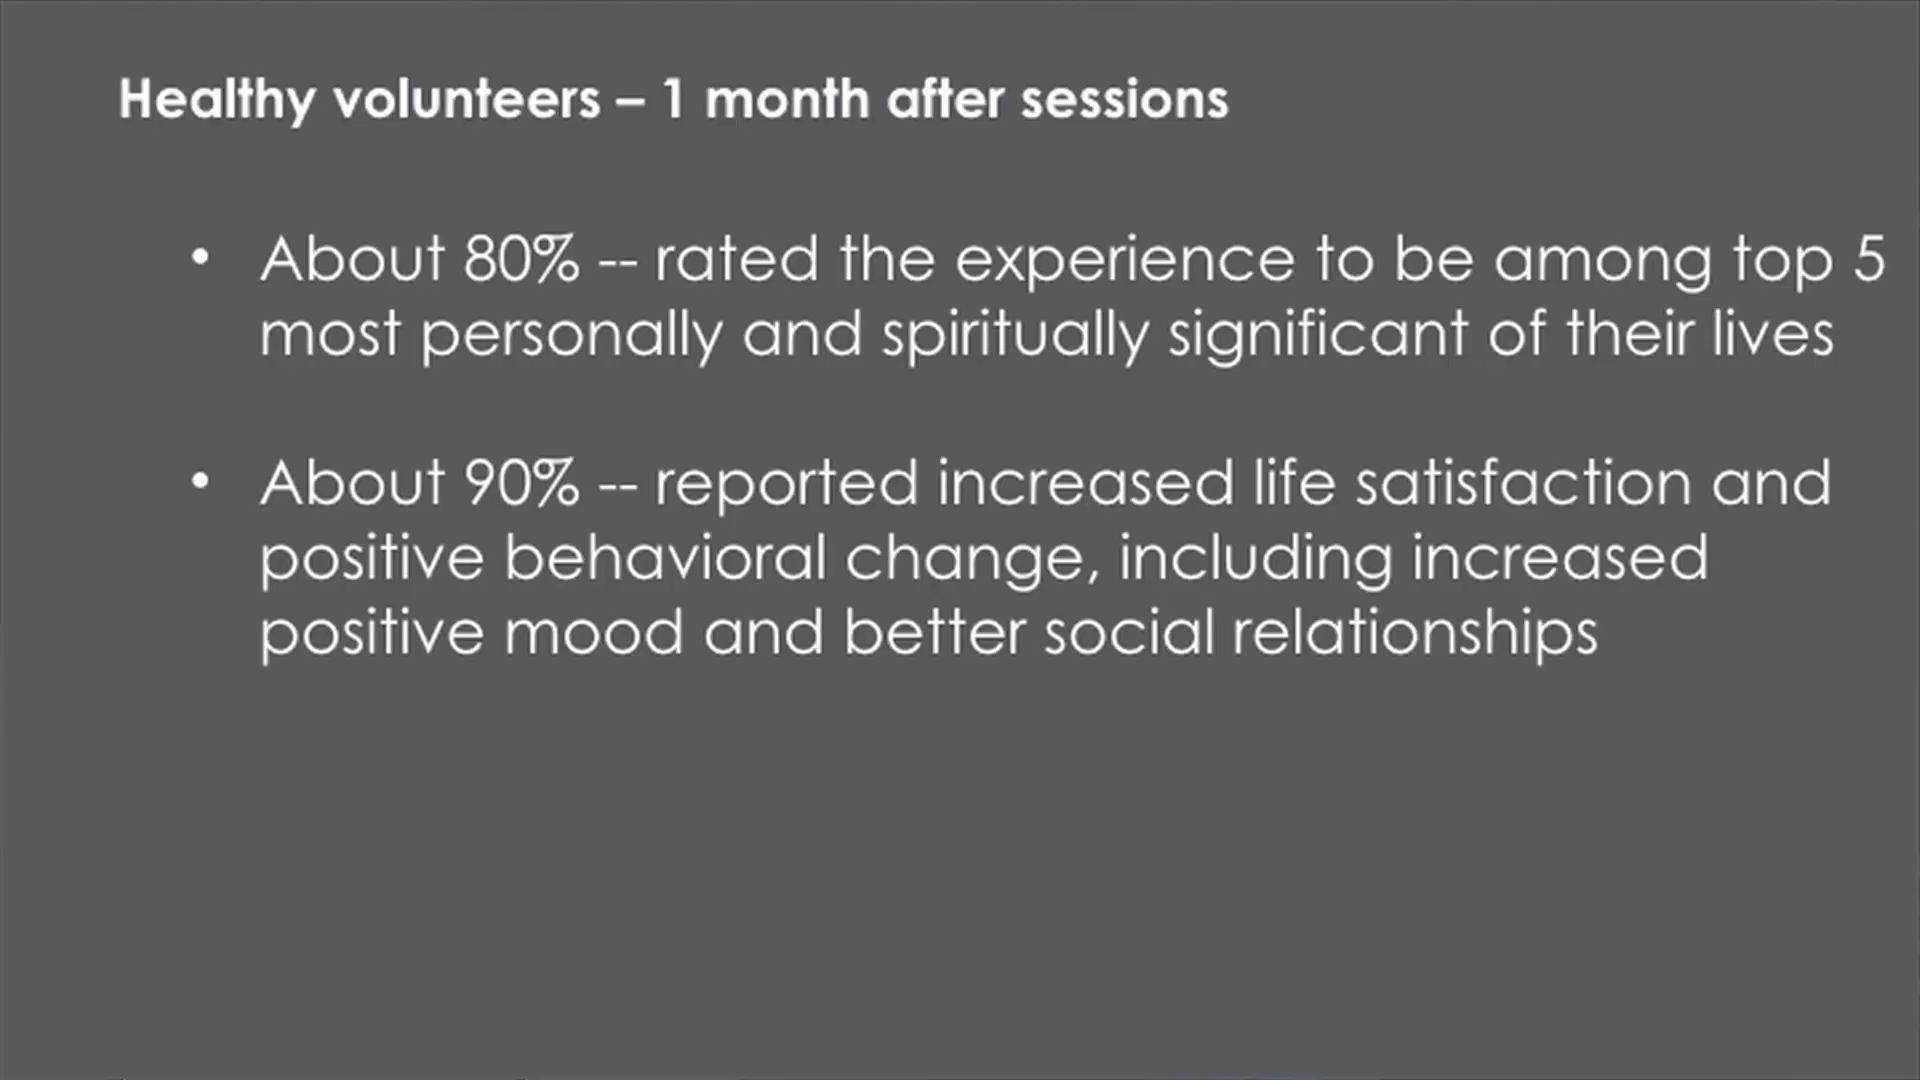 Healthy volunteers – 1 month after sessions
• About 80% -- rated the experience to be among top 5
most personally and spiritually significant of their lives
• About 90% -- reported increased life satisfaction and
positive behavioral change, including increased
positive mood and better social relationships